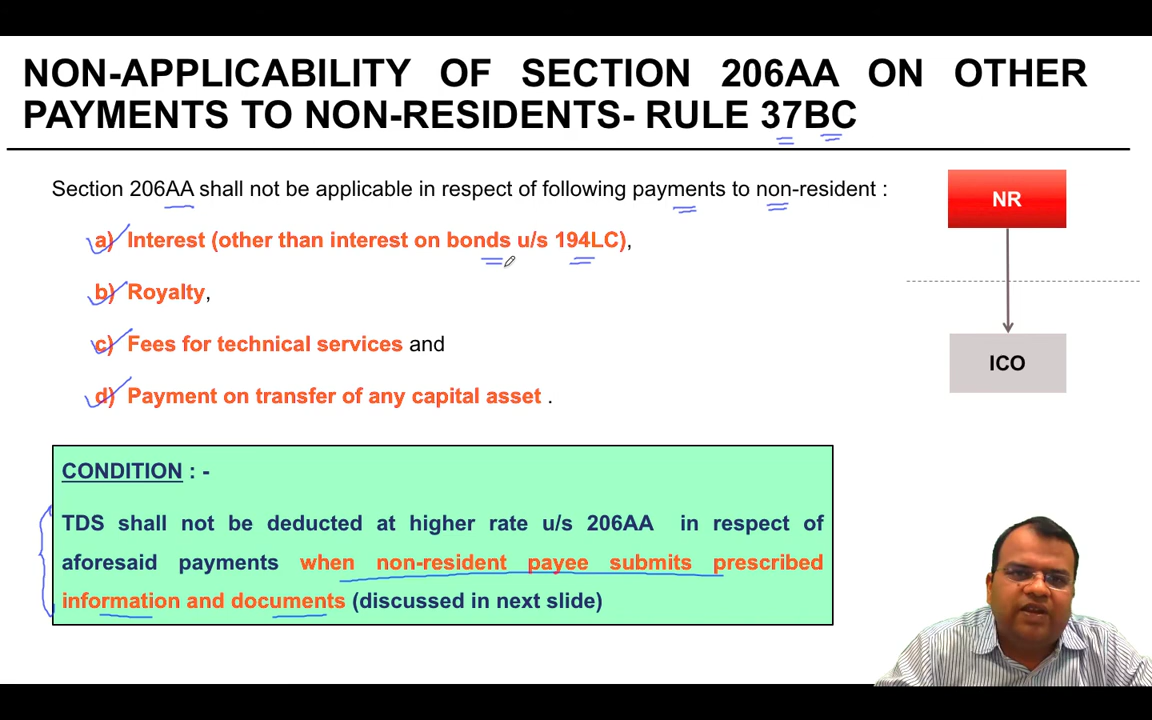 NON-APPLICABILITY OF SECTION 206AA ON OTHER
PAYMENTS TO NON-RESIDENTS- RULE 37BC
Section 206AA shall not be applicable in respect of following payments to non-resident :
a) Interest (other than interest on bonds u/s 194LC),
b) Royalty,
c) Fees for technical services and
d) Payment on transfer of any capital asset .
NR
ICO
CONDITION : -
TDS shall not be deducted at higher rate u/s 206AA in respect of
aforesaid payments when non-resident payee submits prescribed
information and documents (discussed in next slide)